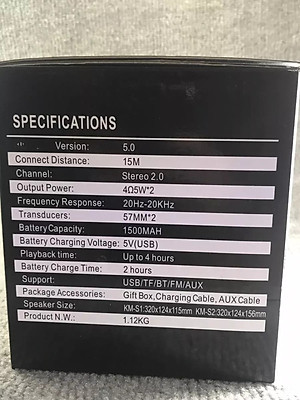 SPECIFICATIONS
Version: 5.0
Connect Distance: 15M
Channel: Stereo 2.0
Output Power: 4Ω5W*2
Frequency Response: 20Hz-20KHz
Transducers: 57MM*2
Battery Capacity: 1500MAH
Battery Charging Voltage: 5V(USB)
Playback time: Up to 4 hours
Battery Charge Time: 2 hours
Support: USB/TF/BT/FM/AUX
Package Accessories: Gift Box,Charging Cable, AUX Cable
Speaker Size: KM-S1:320x124x115mm KM-S2:320x124x156mm
Product N.W.: 1.12KG